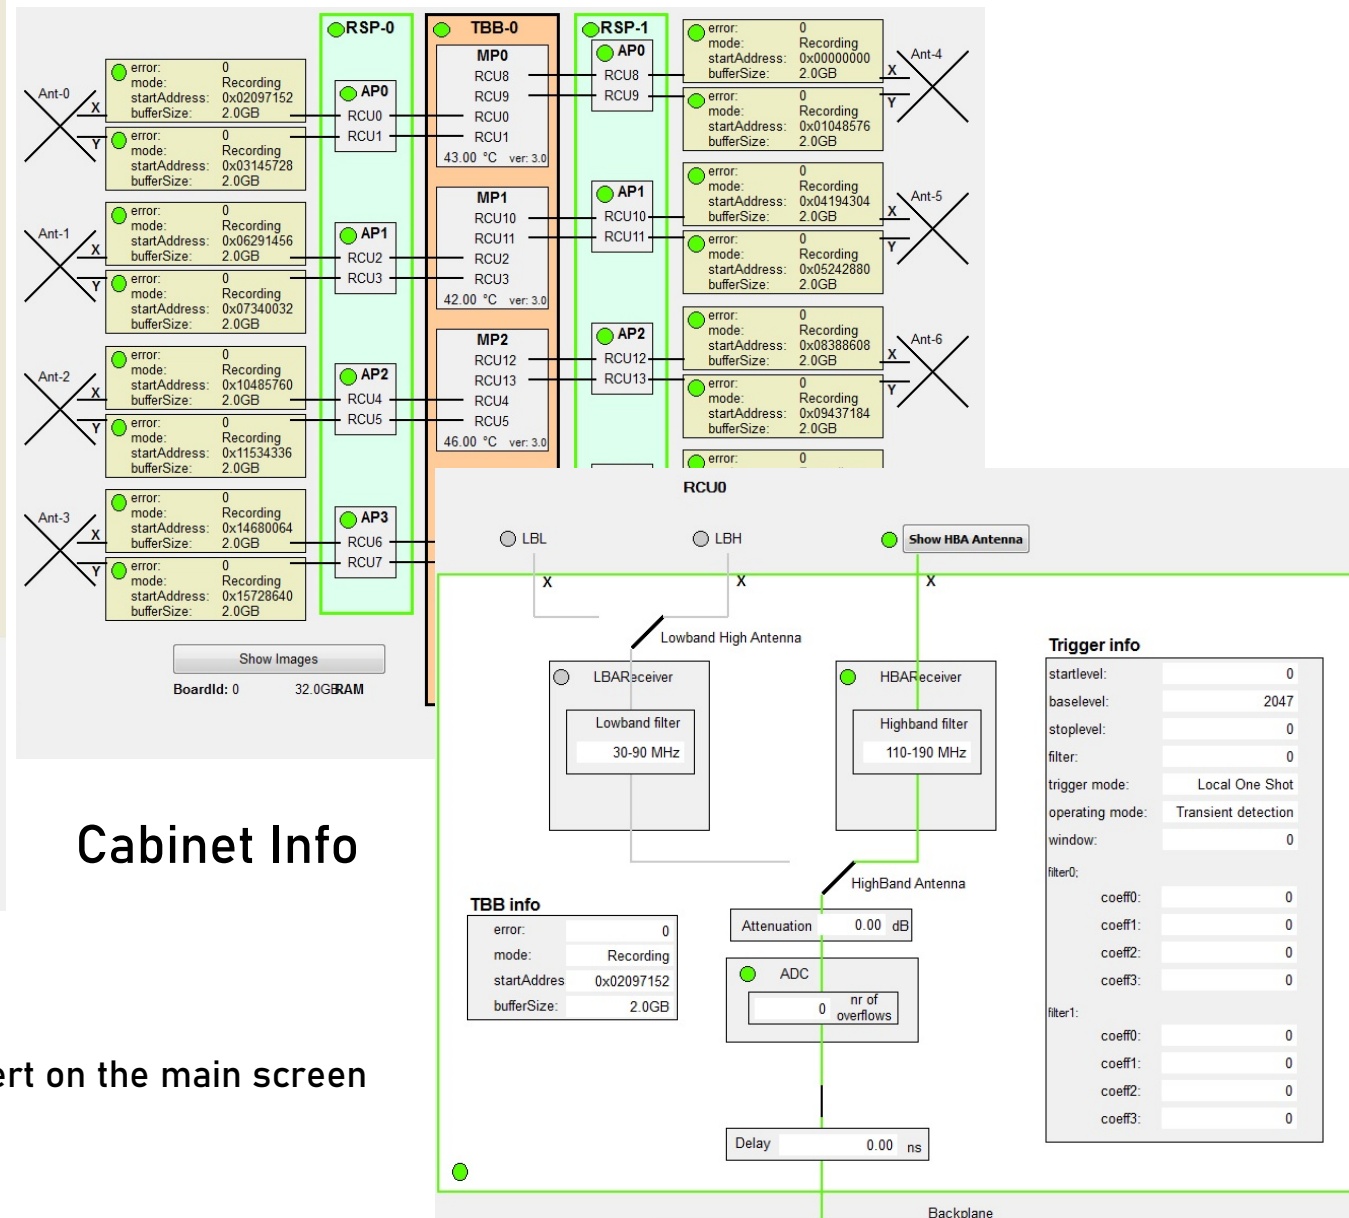 RSP-0
TBB-0
RSP-1
Ant-0
X
Y
error: 0
mode: Recording
startAddress: 0x02097152
bufferSize: 2.0GB
error: 0
mode: Recording
startAddress: 0x03145728
bufferSize: 2.0GB
AP0
RCU0
RCU1
Ant-1
X
Y
error: 0
mode: Recording
startAddress: 0x06291456
bufferSize: 2.0GB
error: 0
mode: Recording
startAddress: 0x07340032
bufferSize: 2.0GB
AP1
RCU2
RCU3
Ant-2
X
Y
error: 0
mode: Recording
startAddress: 0x10485760
bufferSize: 2.0GB
error: 0
mode: Recording
startAddress: 0x11534336
bufferSize: 2.0GB
AP2
RCU4
RCU5
Ant-3
X
Y
error: 0
mode: Recording
startAddress: 0x14680064
bufferSize: 2.0GB
error: 0
mode: Recording
startAddress: 0x15728640
bufferSize: 2.0GB
AP3
RCU6
RCU7
MP0
RCU8
RCU9
RCU0
RCU1
43.00 °C ver: 3.0
MP1
RCU10
RCU11
RCU2
RCU3
42.00 °C ver: 3.0
MP2
RCU12
RCU13
RCU4
RCU5
46.00 °C ver: 3.0
AP0
RCU8
RCU9
error: 0
mode: Recording
startAddress: 0x00000000
bufferSize: 2.0GB
error: 0
mode: Recording
startAddress: 0x01048576
bufferSize: 2.0GB
Ant-4
X
Y
AP1
RCU10
RCU11
error: 0
mode: Recording
startAddress: 0x04194304
bufferSize: 2.0GB
error: 0
mode: Recording
startAddress: 0x05242880
bufferSize: 2.0GB
Ant-5
X
Y
AP2
RCU12
RCU13
error: 0
mode: Recording
startAddress: 0x08388608
bufferSize: 2.0GB
error: 0
mode: Recording
startAddress: 0x09437184
bufferSize: 2.0GB
Ant-6
X
Y
error: 0
Show Images
BoardId: 0 32.0GB RAM
Cabinet Info
ert on the main screen
RCU0
LBL
LBH
Show HBA Antenna
X
X
X
Lowband High Antenna
LBAReceiver
Lowband filter
30-90 MHz
HBAReceiver
Highband filter
110-190 MHz
HighBand Antenna
TBB info
error: 0
mode: Recording
startAddres 0x02097152
bufferSize: 2.0GB
Attenuation 0.00 dB
ADC
0 nr of
overflows
Delay 0.00 ns
Trigger info
startlevel: 0
baselevel: 2047
stoplevel: 0
filter: 0
trigger mode: Local One Shot
operating mode: Transient detection
window: 0
filter0;
coeff0: 0
coeff1: 0
coeff2: 0
coeff3: 0
filter1:
coeff0: 0
coeff1: 0
coeff2: 0
coeff3: 0
Backplane